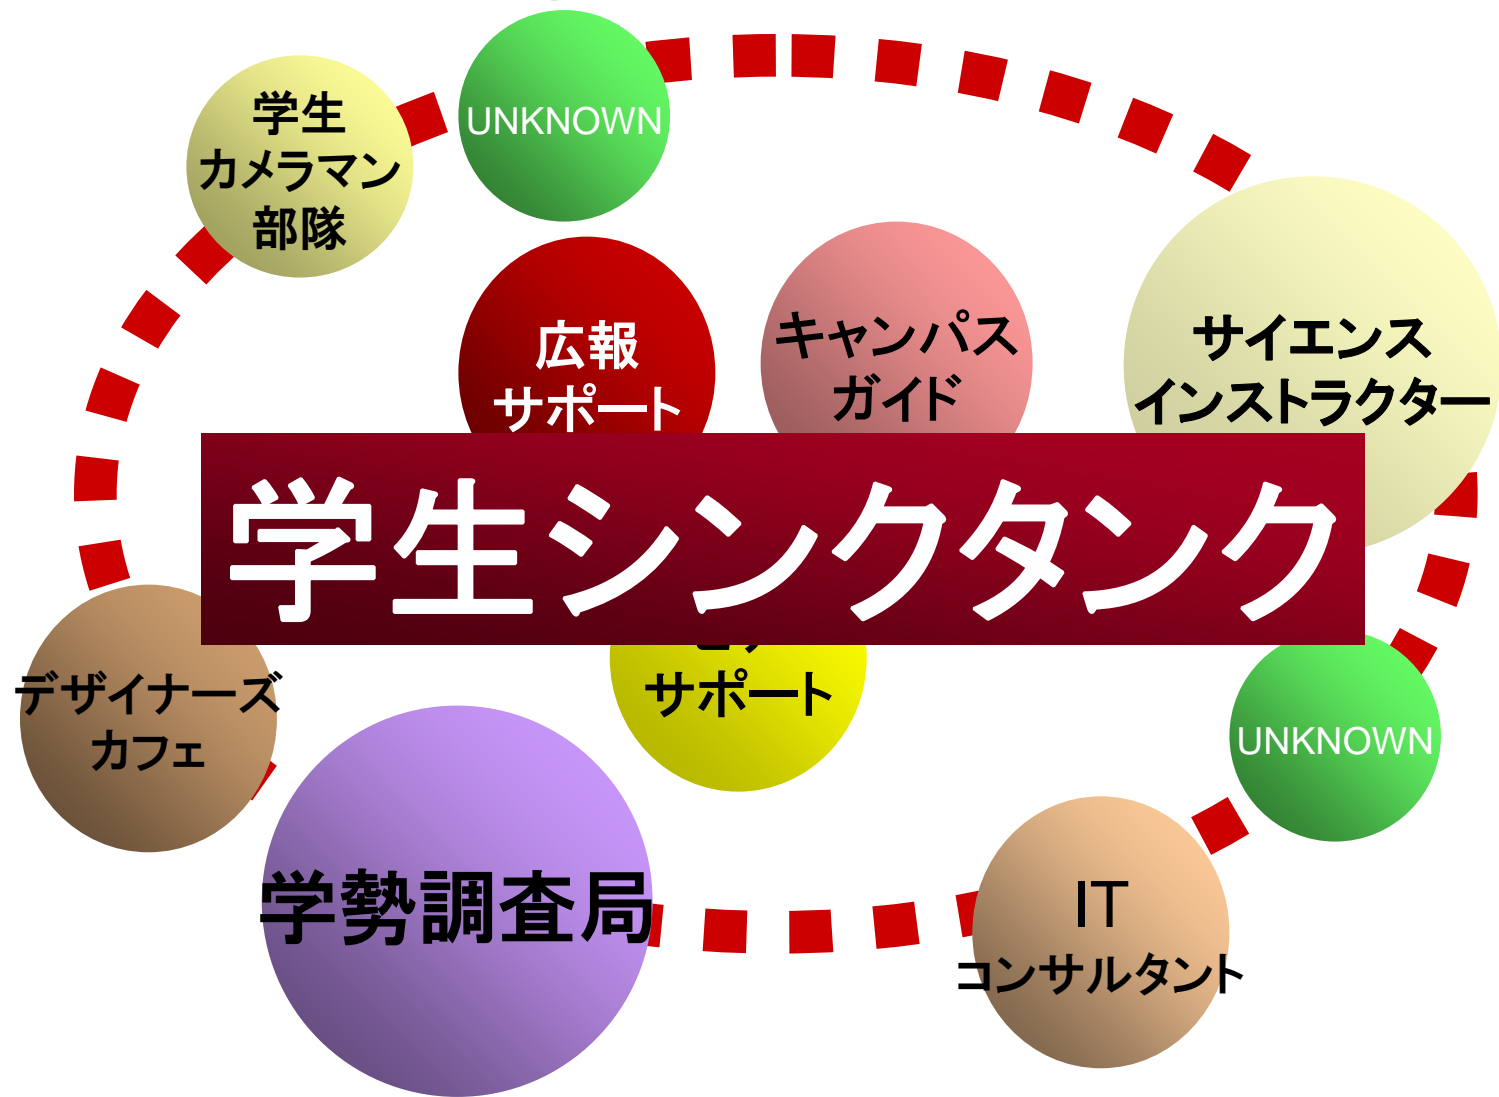 UNKNOWN
学生
カメラマン
部隊
広報
サポート
キャンパス
ガイド
サイエンス
インストラクター
学生シンクタンク
サポート
デザイナーズ
カフェ
UNKNOWN
学勢調査局
IT
コンサルタント